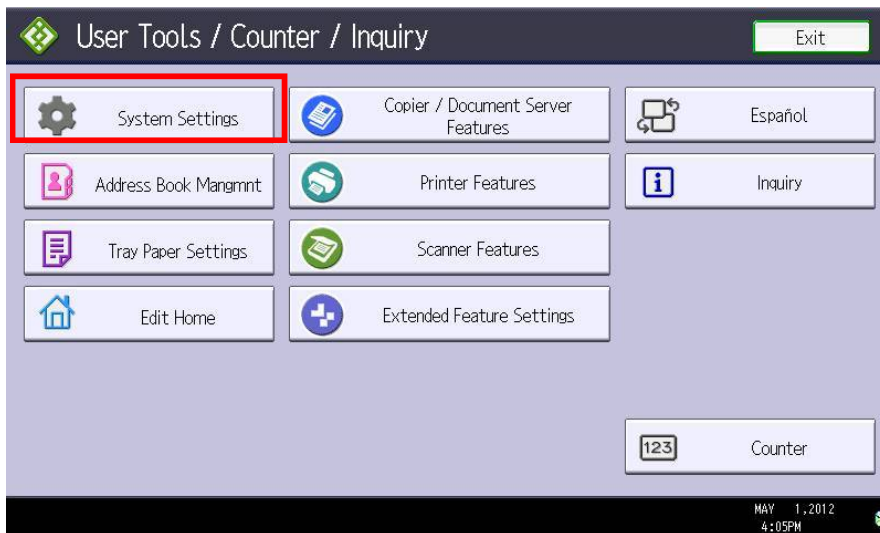 User Tools / Counter / Inquiry
Exit
System Settings
Copier / Document Server
Features
Español
Address Book Mangmnt
Printer Features
Inquiry
Tray Paper Settings
Scanner Features
Edit Home
Extended Feature Settings
123
Counter
MAY 1,2012
4:05PM